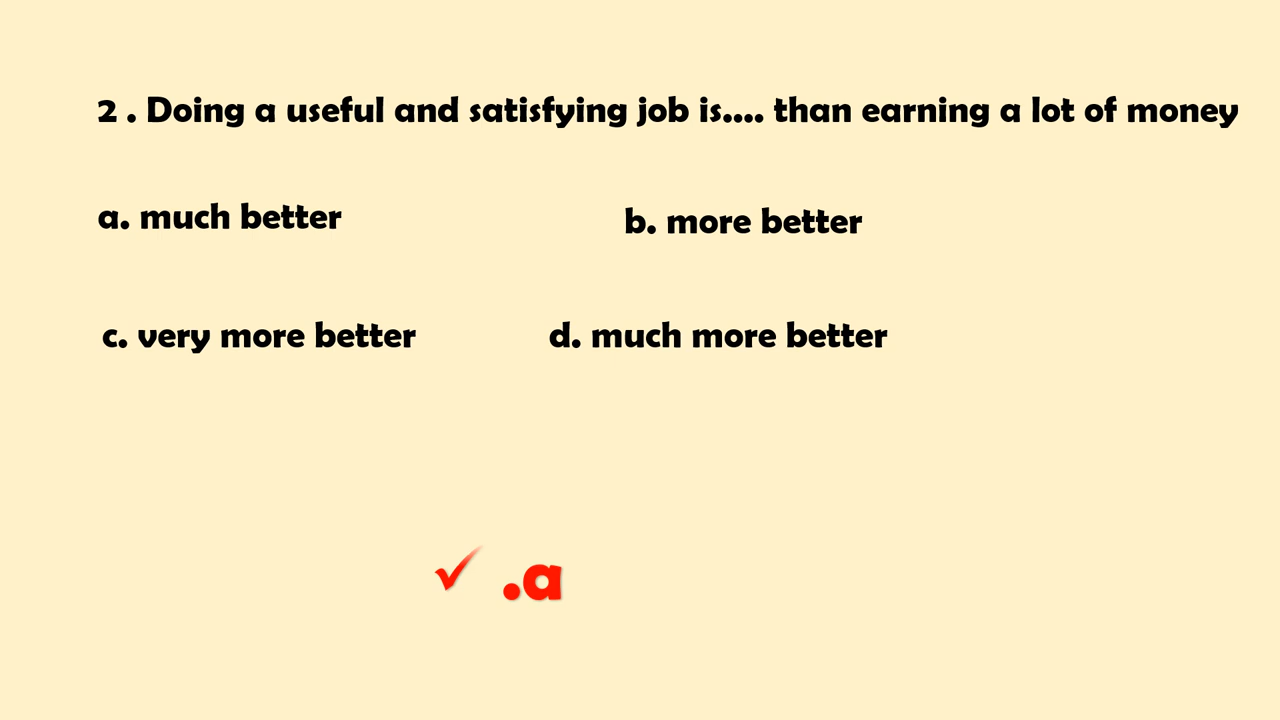 2 . Doing a useful and satisfying job is.... than earning a lot of money
a. much better
b. more better
c. very more better
d. much more better
✓ .a